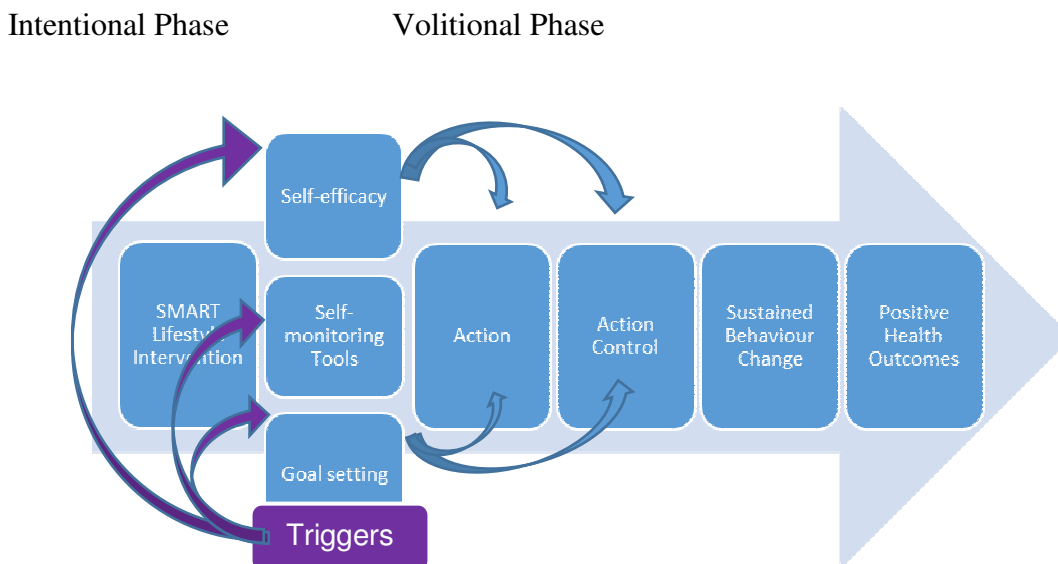 Intentional Phase
Volitional Phase
Self-efficacy
SMART
Lifestyle
Intervention
Self-
monitoring
Tools
Goal setting
Triggers
Action
Action
Control
Sustained
Behaviour
Change
Positive
Health
Outcomes